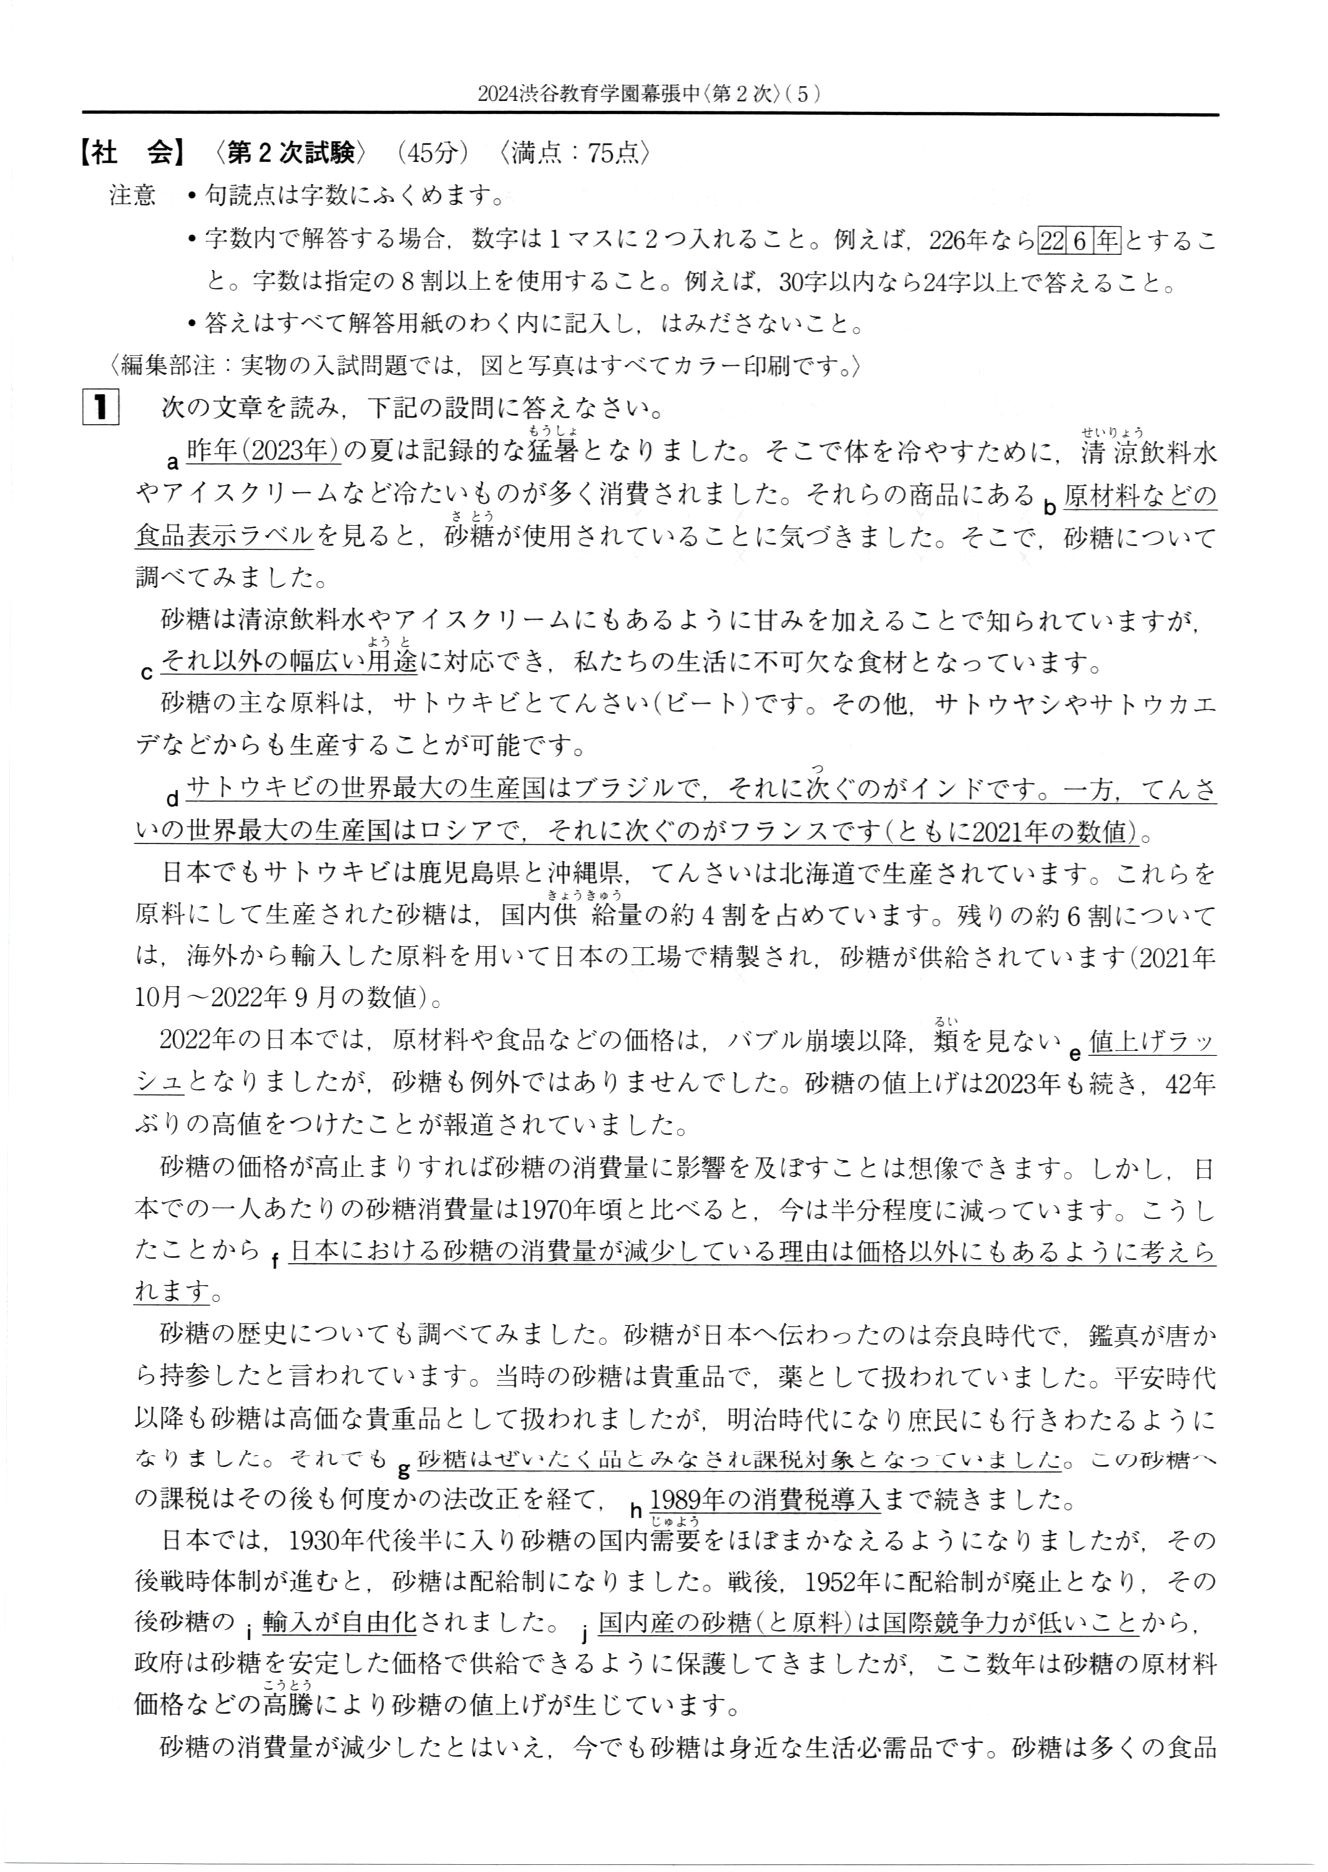 2024渋谷教育学園幕張中〈第2次〉(5)
【社　会】〈第2次試験〉（45分）〈満点：75点〉
注意　・句読点は字数にふくめます。
・字数内で解答する場合，数字は1マスに2つ入れること。例えば，226年なら22 6 年とするこ
と。字数は指定の8割以上を使用すること。例えば，30字以内なら24字以上で答えること。
・答えはすべて解答用紙のわく内に記入し，はみださないこと。
〈編集部注：実物の入試問題では，図と写真はすべてカラー印刷です。〉
1　次の文章を読み，下記の設問に答えなさい。
もうしょ　せいりょう
a 昨年(2023年)の夏は記録的な猛暑となりました。そこで体を冷やすために，清涼飲料水
やアイスクリームなど冷たいものが多く消費されました。それらの商品にある b 原材料などの
さとう
食品表示ラベルを見ると，砂糖が使用されていることに気づきました。そこで，砂糖について
調べてみました。
砂糖は清涼飲料水やアイスクリームにもあるように甘みを加えることで知られていますが，
ようと
c それ以外の幅広い用途に対応でき，私たちの生活に不可欠な食材となっています。
砂糖の主な原料は，サトウキビとてんさい(ビート)です。その他，サトウヤシやサトウカエ
デなどからも生産することが可能です。
つ
d サトウキビの世界最大の生産国はブラジルで，それに次ぐのがインドです。一方，てんさ
いの世界最大の生産国はロシアで，それに次ぐのがフランスです(ともに2021年の数値)。
日本でもサトウキビは鹿児島県と沖縄県，てんさいは北海道で生産されています。これらを
きょうきゅう
原料にして生産された砂糖は，国内供給量の約4割を占めています。残りの約6割について
は，海外から輸入した原料を用いて日本の工場で精製され，砂糖が供給されています(2021年
10月～2022年9月の数値)。
るい
2022年の日本では，原材料や食品などの価格は，バブル崩壊以降，類を見ない e 値上げラッ
シュとなりましたが，砂糖も例外ではありませんでした。砂糖の値上げは2023年も続き，42年
ぶりの高値をつけたことが報道されていました。
砂糖の価格が高止まりすれば砂糖の消費量に影響を及ぼすことは想像できます。しかし，日
本での一人あたりの砂糖消費量は1970年頃と比べると，今は半分程度に減っています。こうし
たことから f 日本における砂糖の消費量が減少している理由は価格以外にもあるように考えら
れます。
砂糖の歴史についても調べてみました。砂糖が日本へ伝わったのは奈良時代で，鑑真が唐か
ら持参したと言われています。当時の砂糖は貴重品で，薬として扱われていました。平安時代
以降も砂糖は高価な貴重品として扱われましたが，明治時代になり庶民にも行きわたるように
なりました。それでも g 砂糖はぜいたく品とみなされ課税対象となっていました。この砂糖へ
の課税はその後も何度かの法改正を経て， h 1989年の消費税導入まで続きました。
じゅよう
日本では，1930年代後半に入り砂糖の国内需要をほぼまかなえるようになりましたが，その
後戦時体制が進むと，砂糖は配給制になりました。戦後，1952年に配給制が廃止となり，その
後砂糖の i 輸入が自由化されました。 j 国内産の砂糖(と原料)は国際競争力が低いことから，
政府は砂糖を安定した価格で供給できるように保護してきましたが，ここ数年は砂糖の原材料
こうとう
価格などの高騰により砂糖の値上げが生じています。
砂糖の消費量が減少したとはいえ，今でも砂糖は身近な生活必需品です。砂糖は多くの食品